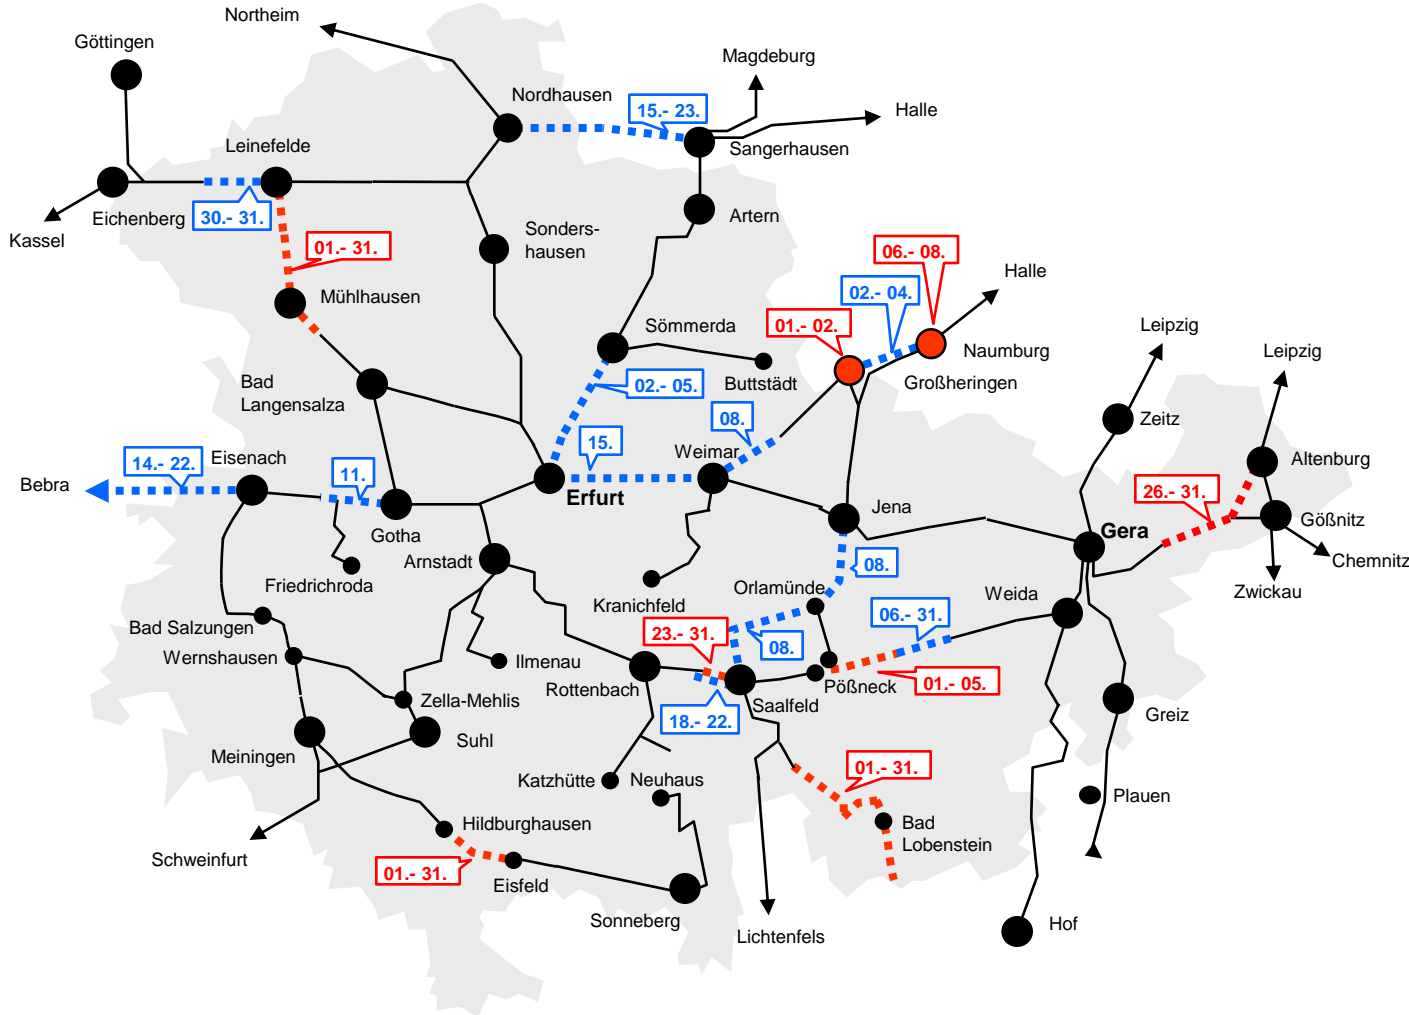 Northeim
Göttingen
Magdeburg
Nordhausen
15.- 23.
Halle
Leinefelde
Sangerhausen
Eichenberg
30.- 31.
Artern
Kassel
Sonders-
hausen
01.- 31.
06.- 08.
Halle
02.- 04.
Mühlhausen
01.- 02.
Sömmerda
Leipzig
Naumburg
Leipzig
Bad
Langensalza
02.- 05.
Buttstädt
Großheringen
08.
Zeitz
15.
Weimar
14.- 22.
Eisenach
11.
Altenburg
Bebra
Erfurt
26.- 31.
Gotha
Jena
Gera
Gößnitz
Arnstadt
08.
Chemnitz
Friedrichroda
Orlamünde
Weida
Zwickau
Kranichfeld
06.- 31.
Bad Salzungen
23.- 31.
08.
Wernshausen
Ilmenau
Rottenbach
Pößneck
01.- 05.
Zella-Mehlis
Saalfeld
18.- 22.
Greiz
Meiningen
Suhl
01.- 31.
Katzhütte
Neuhaus
Plauen
Hildburghausen
Bad
Lobenstein
Schweinfurt
01.- 31.
Eisfeld
Sonneberg
Lichtenfels
Hof